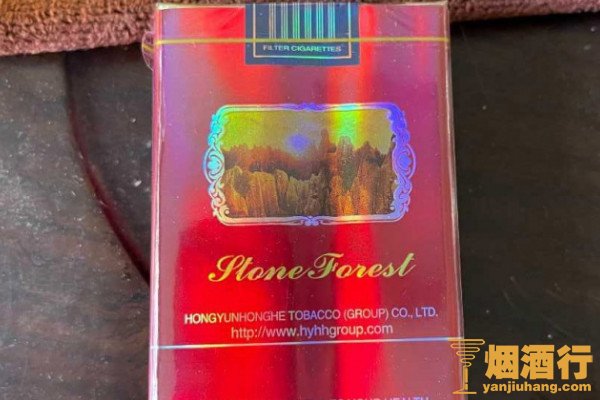 FILTER CIGARETTES
Stone Forest
HONGYUNHONGHE TOBACCO (GROUP) CO., LTD.
http://www.hyhhgroup.com
烟酒行
yanjiuhang.com